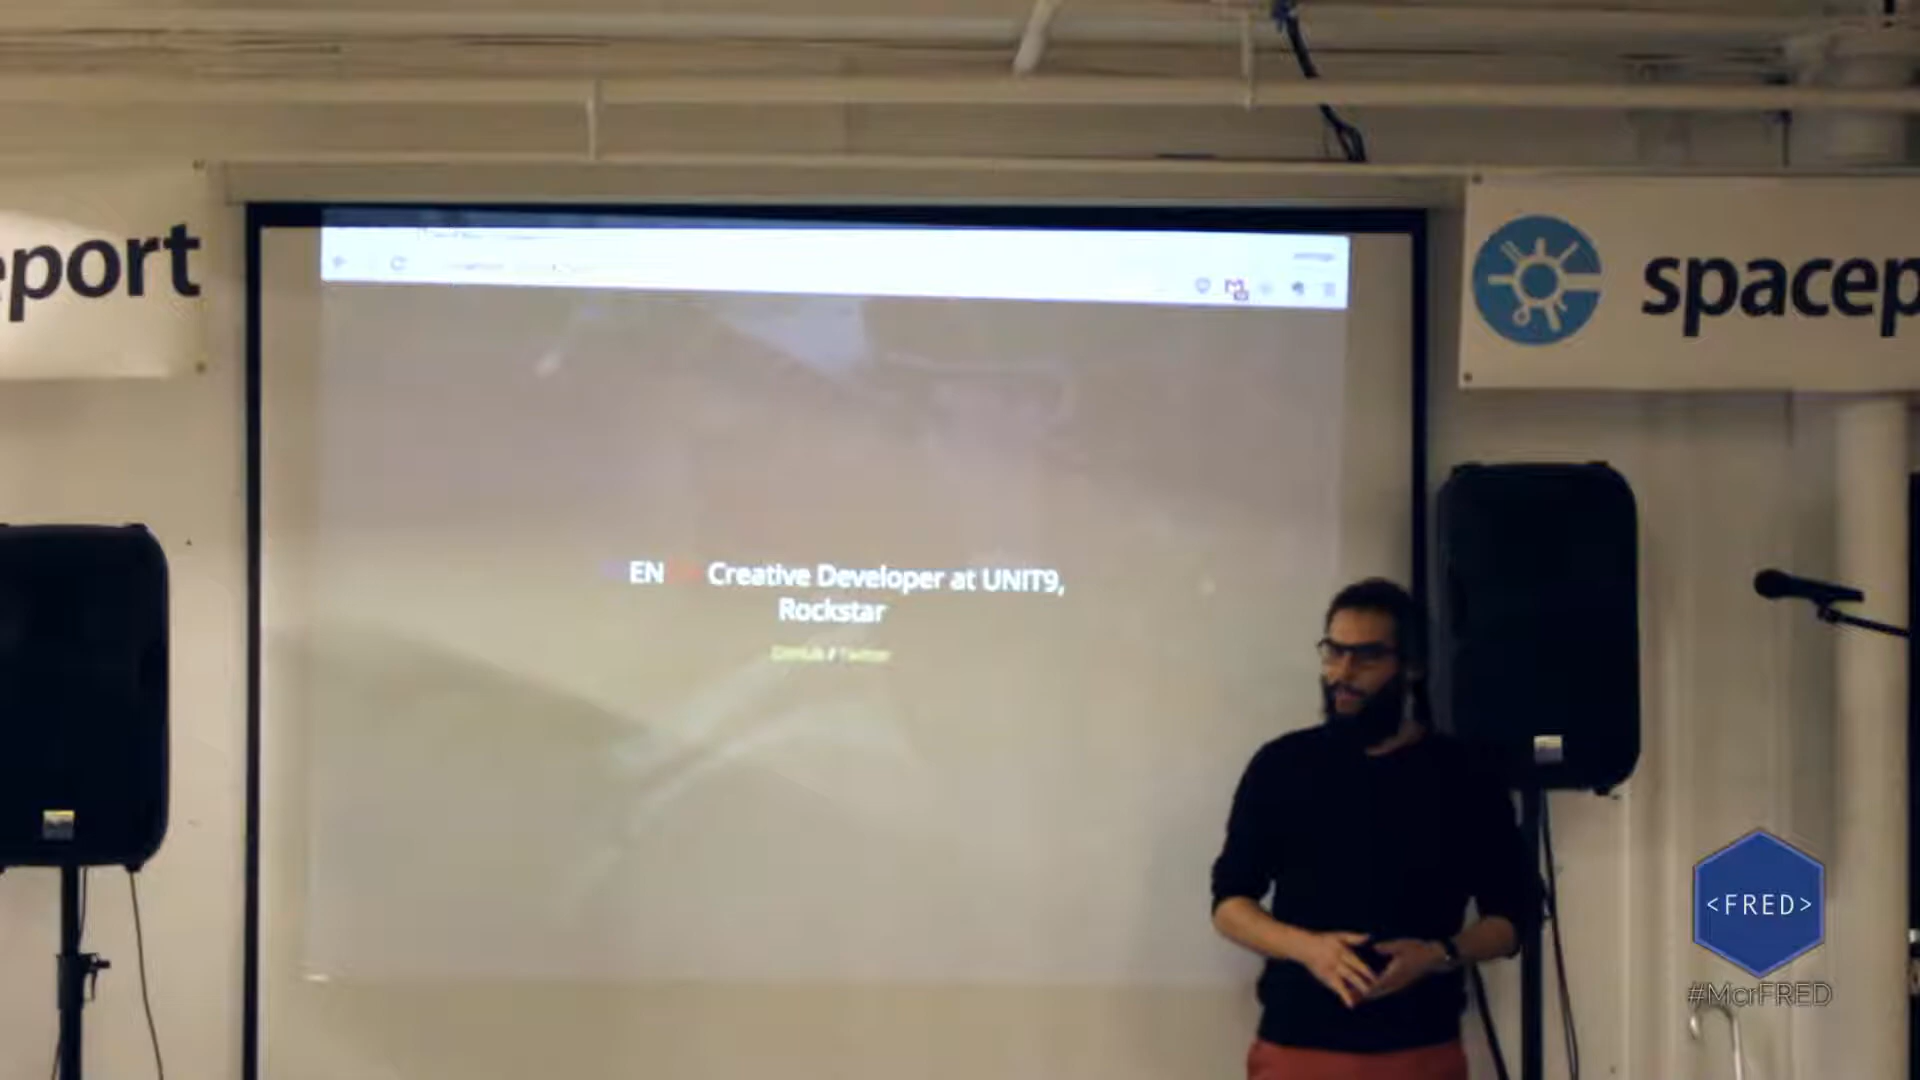 eport
spacep
EN Creative Developer at UNIT9,
Rockstar
<FRED>
#McrFRED